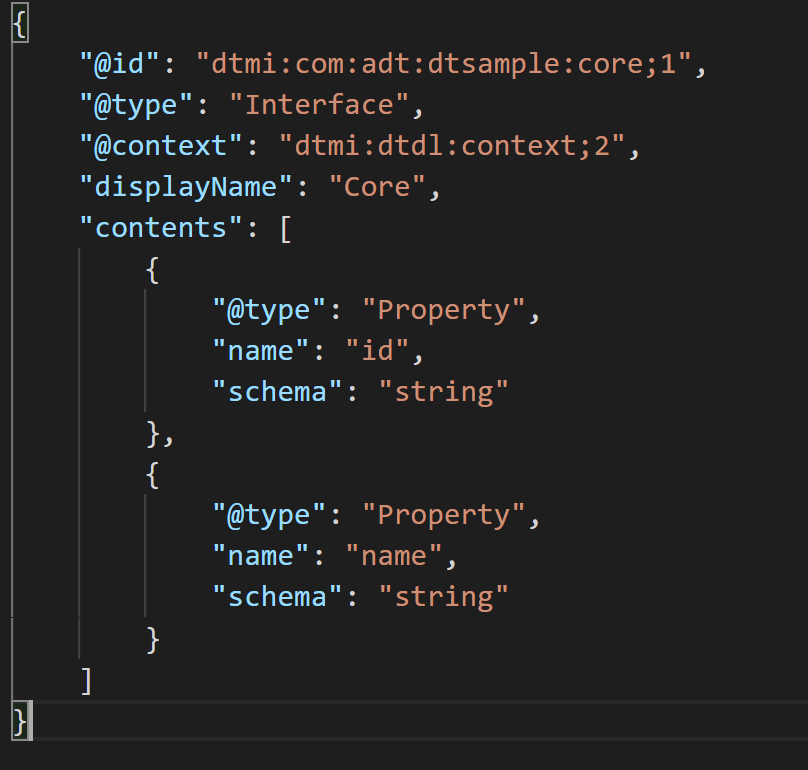 {
    "@id": "dtmi:com:adt:dtsample:core;1",
    "@type": "Interface",
    "@context": "dtmi:dtdl:context;2",
    "displayName": "Core",
    "contents": [
        {
            "@type": "Property",
            "name": "id",
            "schema": "string"
        },
        {
            "@type": "Property",
            "name": "name",
            "schema": "string"
        }
    ]
}